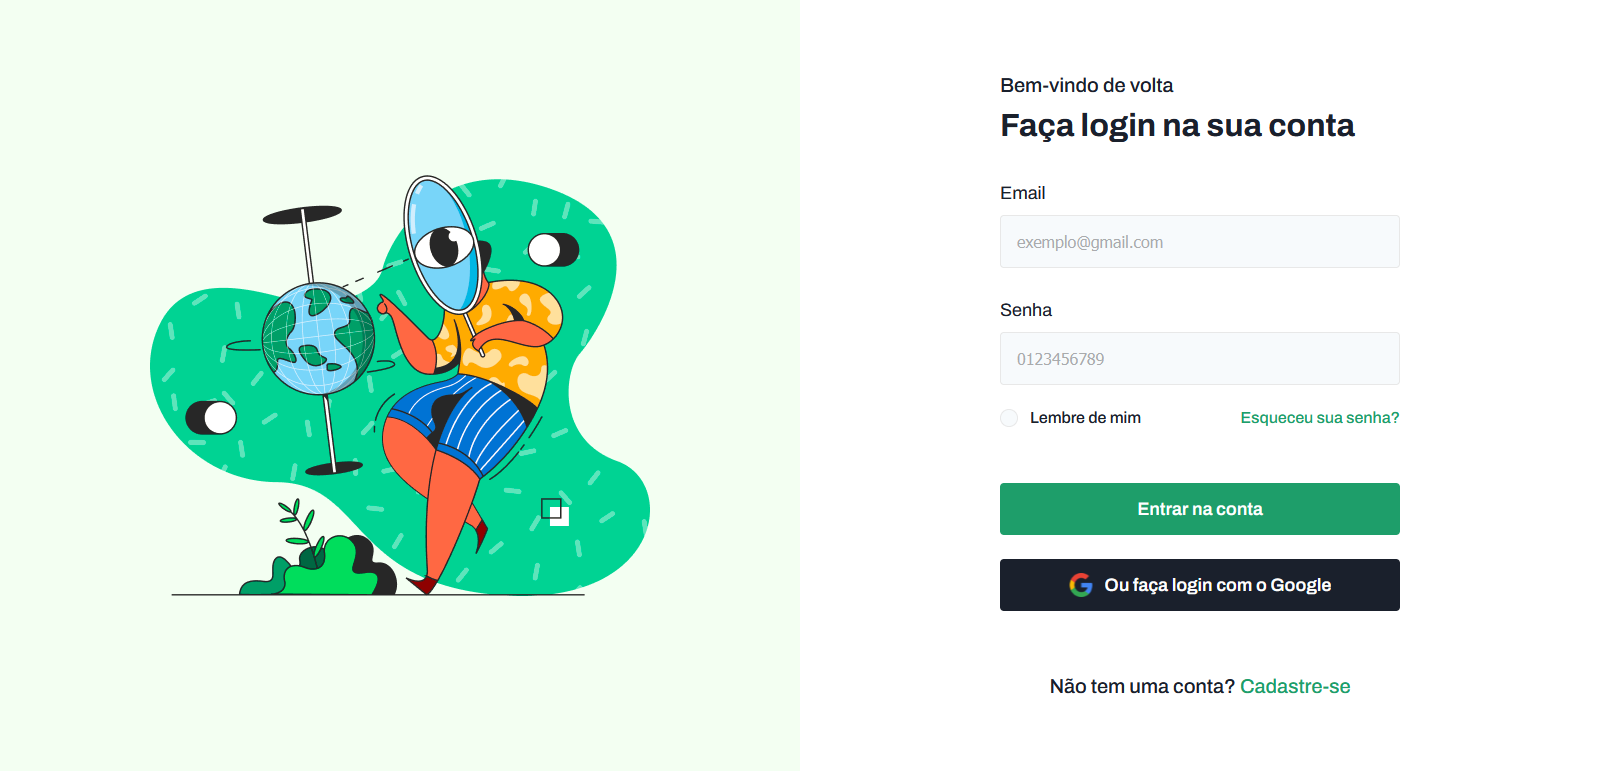 Bem-vindo de volta
Faça login na sua conta
Email
exemplo@gmail.com
Senha
0123456789
Lembre de mim
Esqueceu sua senha?
Entrar na conta
Ou faça login com o Google
Não tem uma conta? Cadastre-se